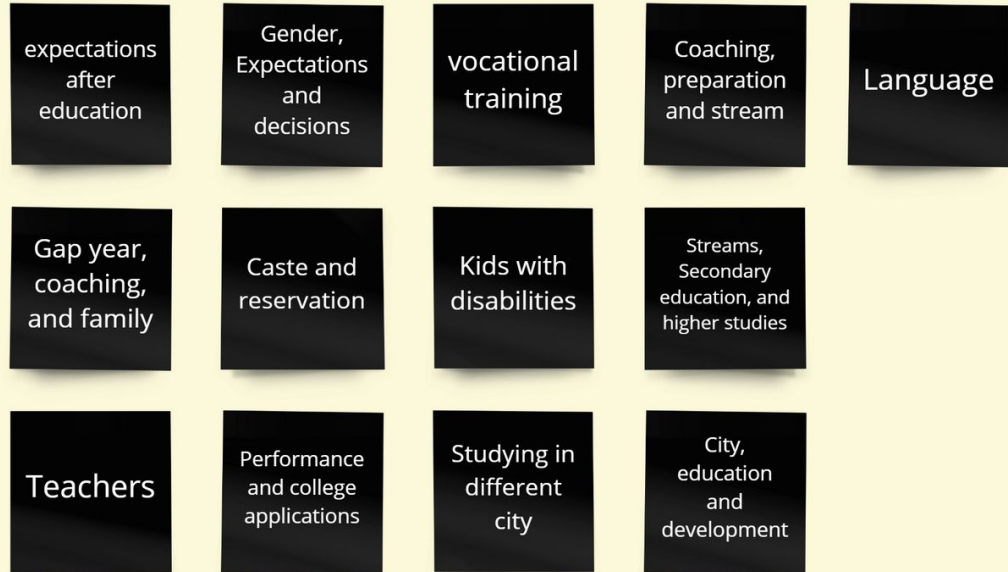 expectations
after
education
Gender,
Expectations
and
decisions
vocational
training
Coaching,
preparation
and stream
Language
Gap year,
coaching,
and family
Caste and
reservation
Kids with
disabilities
Streams,
Secondary
education, and
higher studies
Teachers
Performance
and college
applications
Studying in
different
city
City,
education
and
development